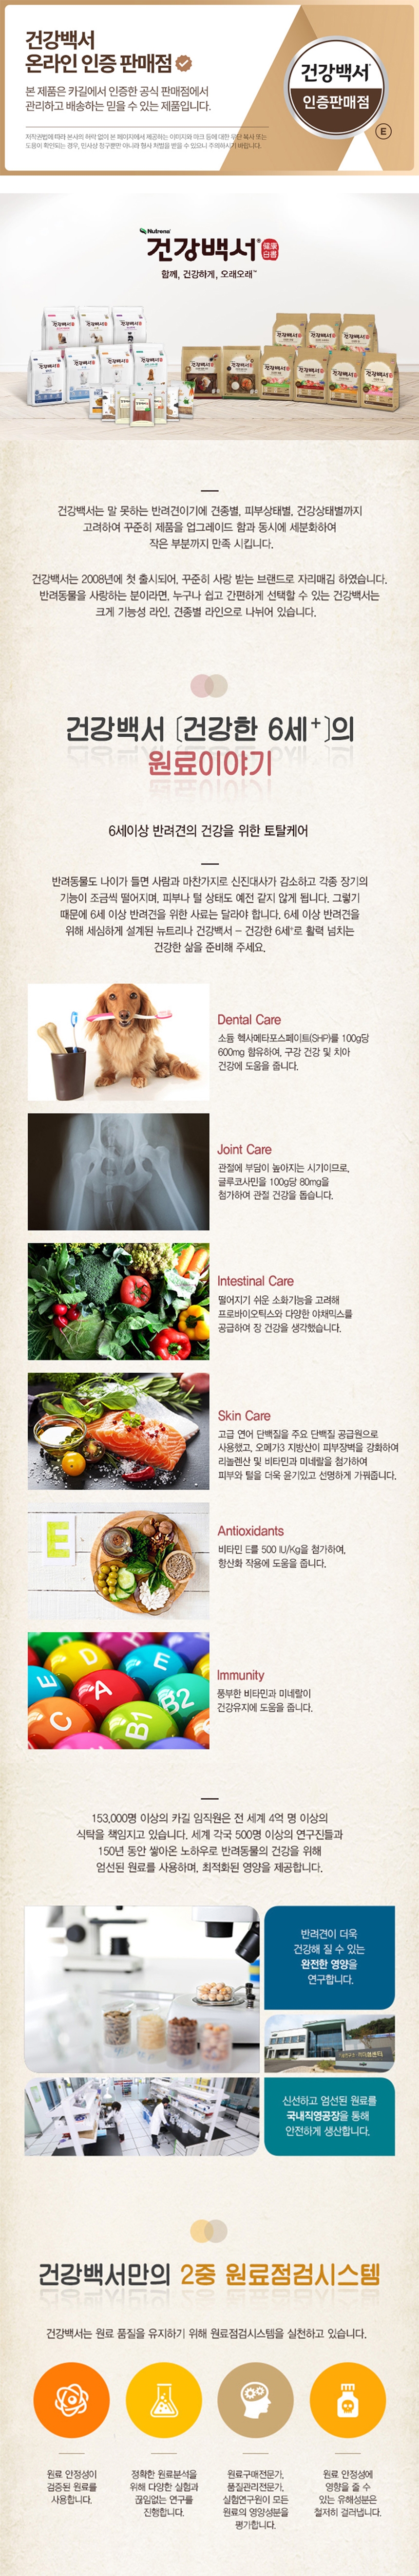 건강백서
온라인 인증 판매점
본 제품은 카길에서 인증한 공식 판매점에서
관리하고 배송하는 믿을 수 있는 제품입니다.
저작권법에 따라 본사의 허락 없이 본 페이지에서 제공하는 이미지와 마크 등에 대한 무단 복사 또는
도용이 확인되는 경우, 민사상 청구뿐만 아니라 형사 처벌을 받을 수 있으니 주의하시기 바랍니다.
건강백서
인증판매점
E
Nutrena
건강백서 健康白書
함께, 건강하게, 오래오래™
건강백서는 말 못하는 반려견이기에 견종별, 피부상태별, 건강상태별까지
고려하여 꾸준히 제품을 업그레이드 함과 동시에 세분화하여
작은 부분까지 만족 시킵니다.
건강백서는 2008년에 첫 출시되어, 꾸준히 사랑 받는 브랜드로 자리매김 하였습니다.
반려동물을 사랑하는 분이라면, 누구나 쉽고 간편하게 선택할 수 있는 건강백서는
크게 기능성 라인, 견종별 라인으로 나뉘어 있습니다.
건강백서 [건강한 6세+]의
원료이야기
6세이상 반려견의 건강을 위한 토탈케어
반려동물도 나이가 들면 사람과 마찬가지로 신진대사가 감소하고 각종 장기의
기능이 조금씩 떨어지며, 피부나 털 상태도 예전 같지 않게 됩니다. 그렇기
때문에 6세 이상 반려견을 위한 사료는 달라야 합니다. 6세 이상 반려견을
위해 세심하게 설계된 뉴트리나 건강백서 - 건강한 6세+로 활력 넘치는
건강한 삶을 준비해 주세요.
Dental Care
소듐 헥사메타포스페이트(SHP)를 100g당
600mg 함유하여, 구강 건강 및 치아
건강에 도움을 줍니다.
Joint Care
관절에 부담이 높아지는 시기이므로,
글루코사민을 100g당 80mg을
첨가하여 관절 건강을 돕습니다.
Intestinal Care
떨어지기 쉬운 소화기능을 고려해
프로바이오틱스와 다양한 야채믹스를
공급하여 장 건강을 생각했습니다.
Skin Care
고급 연어 단백질을 주요 단백질 공급원으로
사용했고, 오메가3 지방산이 피부장벽을 강화하여
리놀렌산 및 비타민과 미네랄을 첨가하여
피부와 털을 더욱 윤기있고 선명하게 가꿔줍니다.
E
Antioxidants
비타민 E를 500 IU/Kg을 첨가하여,
항산화 작용에 도움을 줍니다.
E D E
C A B1 B2
Immunity
풍부한 비타민과 미네랄이
건강유지에 도움을 줍니다.
153,000명 이상의 카길 임직원은 전 세계 4억 명 이상의
식탁을 책임지고 있습니다. 세계 각국 500명 이상의 연구진들과
150년 동안 쌓아온 노하우로 반려동물의 건강을 위해
엄선된 원료를 사용하며, 최적화된 영양을 제공합니다.
반려견이 더욱
건강해 질 수 있는
완전한 영양을
연구합니다.
신선하고 엄선된 원료를
국내직영공장을 통해
안전하게 생산합니다.
건강백서만의 2중 원료점검시스템
건강백서는 원료 품질을 유지하기 위해 원료점검시스템을 실천하고 있습니다.
원료 안정성이
검증된 원료를
사용합니다.
정확한 원료분석을
위해 다양한 실험과
끊임없는 연구를
진행합니다.
원료구매전문가,
품질관리전문가,
실험연구원이 모든
원료의 영양성분을
평가합니다.
원료 안정성에
영향을 줄 수
있는 유해성분은
철저히 걸러냅니다.